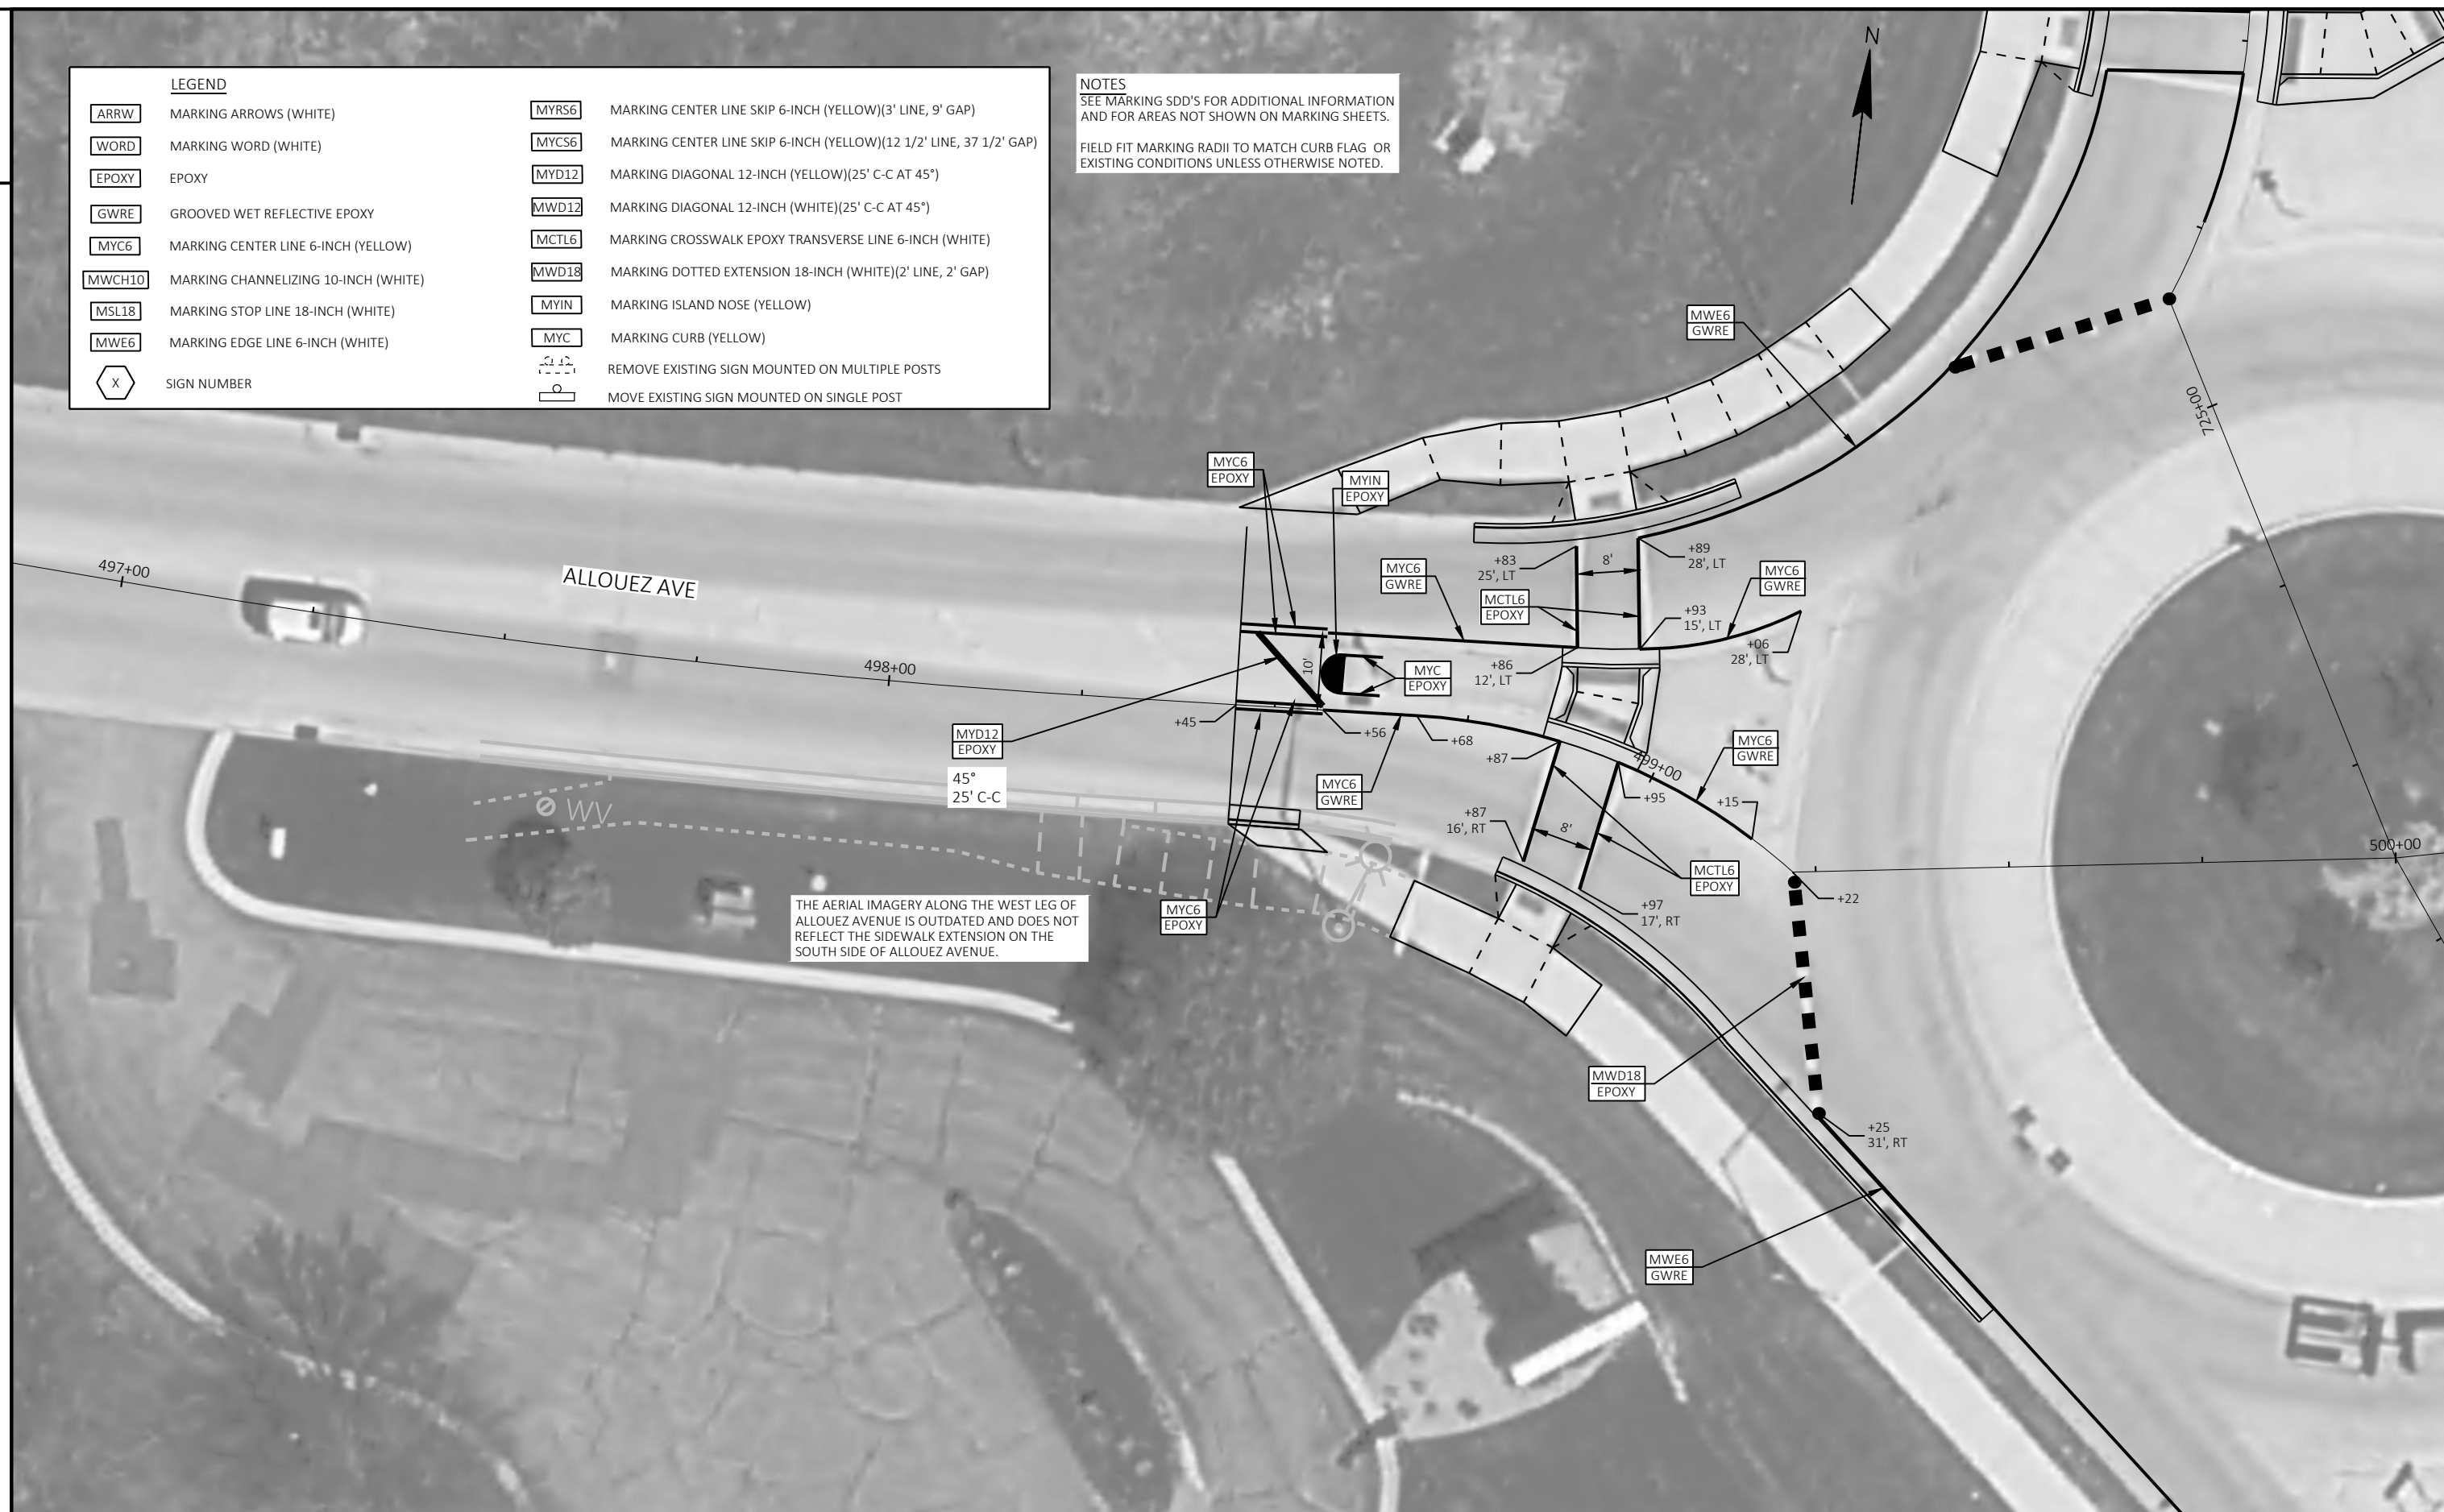 LEGEND
ARRW MARKING ARROWS (WHITE)
WORD MARKING WORD (WHITE)
EPOXY EPOXY
GWRE GROOVED WET REFLECTIVE EPOXY
MYC6 MARKING CENTER LINE 6-INCH (YELLOW)
MWCH10 MARKING CHANNELIZING 10-INCH (WHITE)
MSL18 MARKING STOP LINE 18-INCH (WHITE)
MWE6 MARKING EDGE LINE 6-INCH (WHITE)
X SIGN NUMBER
MYRS6 MARKING CENTER LINE SKIP 6-INCH (YELLOW)(3' LINE, 9' GAP)
MYCS6 MARKING CENTER LINE SKIP 6-INCH (YELLOW)(12 1/2' LINE, 37 1/2' GAP)
MYD12 MARKING DIAGONAL 12-INCH (YELLOW)(25' C-C AT 45°)
MWD12 MARKING DIAGONAL 12-INCH (WHITE)(25' C-C AT 45°)
MCTL6 MARKING CROSSWALK EPOXY TRANSVERSE LINE 6-INCH (WHITE)
MWD18 MARKING DOTTED EXTENSION 18-INCH (WHITE)(2' LINE, 2' GAP)
MYIN MARKING ISLAND NOSE (YELLOW)
MYC MARKING CURB (YELLOW)
REMOVE EXISTING SIGN MOUNTED ON MULTIPLE POSTS
MOVE EXISTING SIGN MOUNTED ON SINGLE POST
NOTES
SEE MARKING SDD'S FOR ADDITIONAL INFORMATION
AND FOR AREAS NOT SHOWN ON MARKING SHEETS.
FIELD FIT MARKING RADII TO MATCH CURB FLAG OR
EXISTING CONDITIONS UNLESS OTHERWISE NOTED.
N
MWE6
GWRE
725+00
MYC6
EPOXY
MYIN
EPOXY
497+00
ALLOUEZ AVE
498+00
MYC6
GWRE
+83
25', LT
8'
+89
28', LT
MYC6
GWRE
MCTL6
EPOXY
+93
15', LT
+06
28', LT
10'
+86
12', LT
MYC
EPOXY
+45
+56
+68
MYD12
EPOXY
45°
25' C-C
+87
499+00
MYC6
GWRE
MYC6
GWRE
+95
+15
+87
16', RT
8'
WV
MCTL6
EPOXY
500+00
+22
+97
17', RT
MYC6
EPOXY
THE AERIAL IMAGERY ALONG THE WEST LEG OF
ALLOUEZ AVENUE IS OUTDATED AND DOES NOT
REFLECT THE SIDEWALK EXTENSION ON THE
SOUTH SIDE OF ALLOUEZ AVENUE.
MWD18
EPOXY
+25
31', RT
MWE6
GWRE